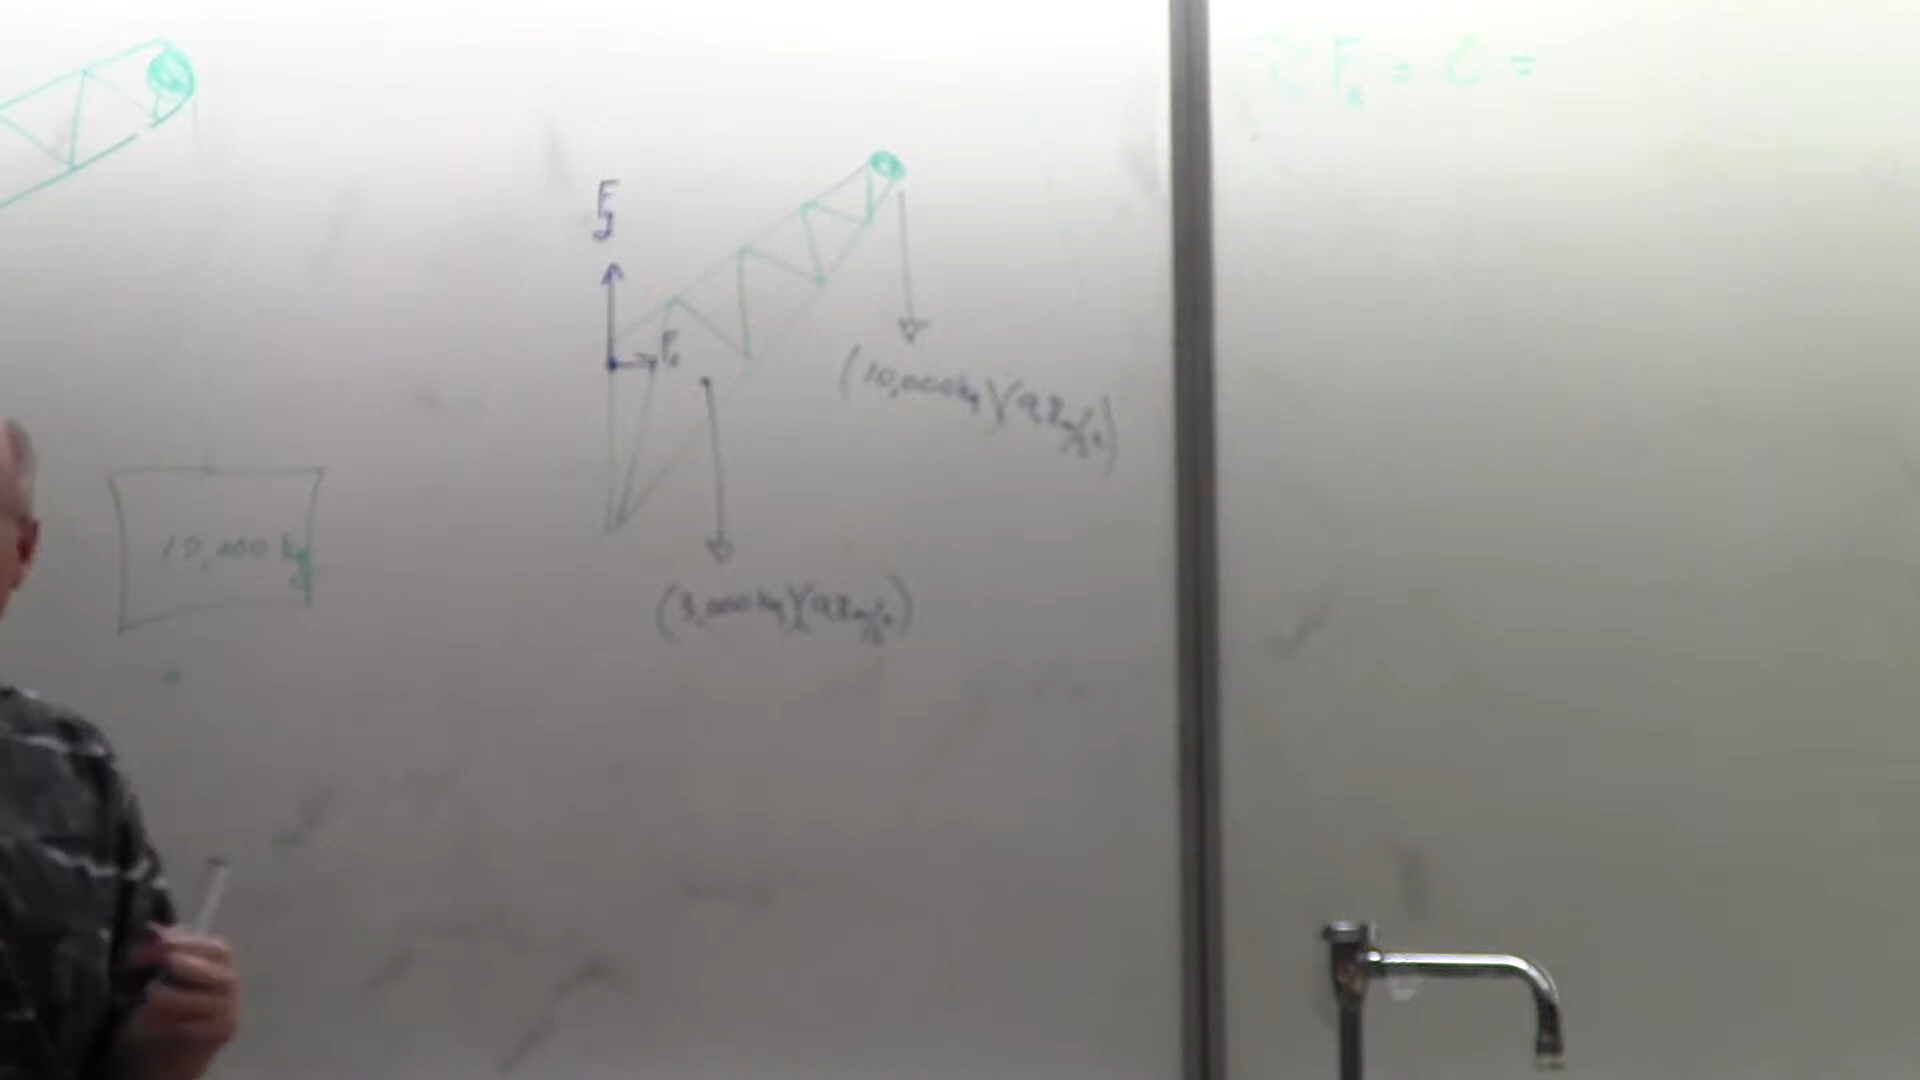 ΣFₓ = 0 =
Fy
Fₓ
(10,000kg)(9.8m/s²)
10,000 kg
(3,000kg)(9.8m/s²)